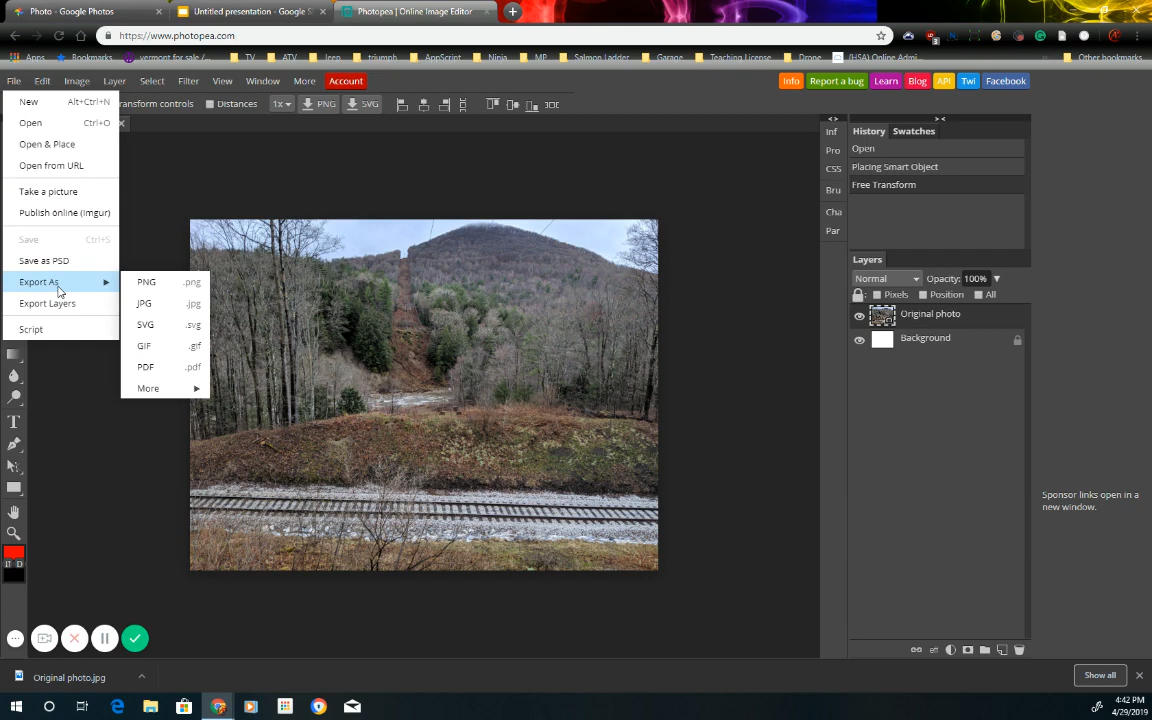 Photo - Google Photos
Untitled presentation - Google S
Photopea | Online Image Editor
https://www.photopea.com
3
Apps
Bookmarks
vermont for sale /...
TV
ATV
Jeep
triumph
AppScript
Ninja
MP
Salmon Ladder
Garage
Teaching License
Drone
(HSA) Online Admi...
Other bookmarks
File Edit Image Layer Select Filter View Window More Account
Info Report a bug Learn Blog API Twi Facebook
ransform controls Distances 1x PNG SVG
New Alt+Ctrl+N
Open Ctrl+O
Open & Place
Open from URL
Take a picture
Publish online (Imgur)
Save Ctrl+S
Save as PSD
Export As
Export Layers
Script
PNG .png
JPG .jpg
SVG .svg
GIF .gif
PDF .pdf
More
Inf
Pro
CSS
Bru
Cha
Par
History Swatches
Open
Placing Smart Object
Free Transform
Layers
Normal Opacity: 100%
Pixels Position All
Original photo
Background
eff
Sponsor links open in a
new window.
T
D
Original photo.jpg
Show all
4:42 PM
4/29/2019